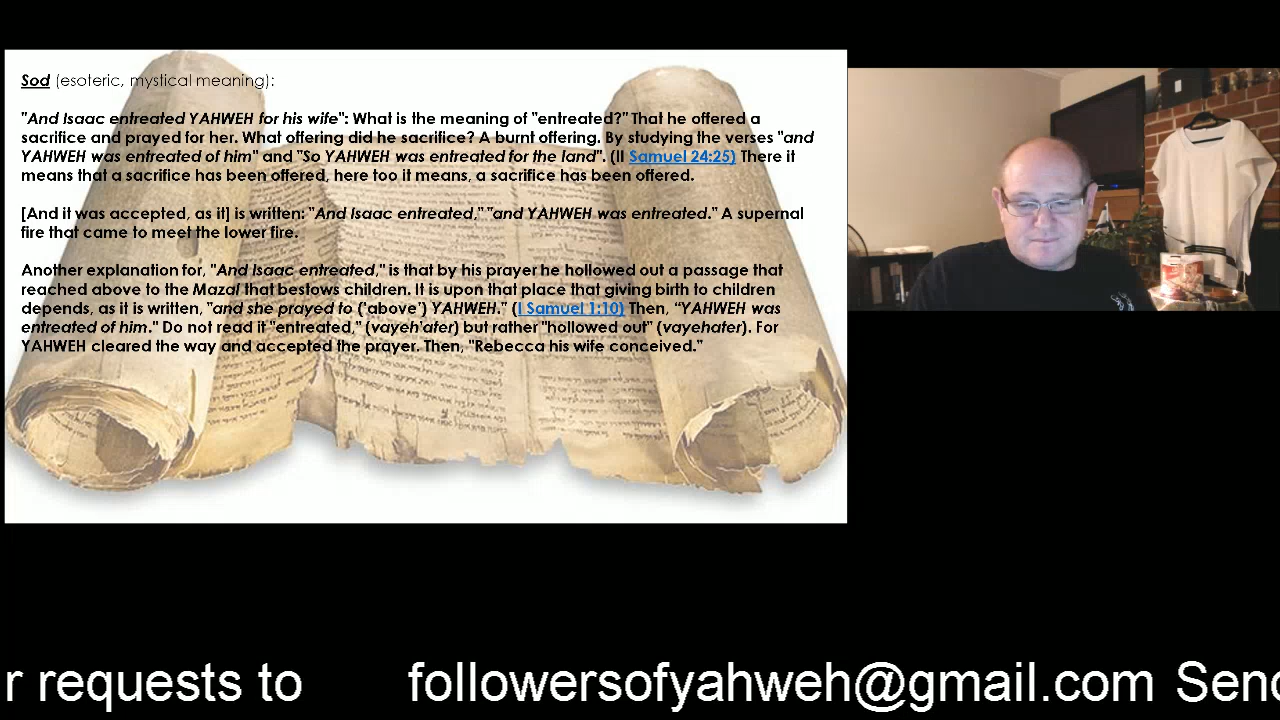 Sod (esoteric, mystical meaning):
"And Isaac entreated YAHWEH for his wife": What is the meaning of "entreated?" That he offered a
sacrifice and prayed for her. What offering did he sacrifice? A burnt offering. By studying the verses "and
YAHWEH was entreated of him" and "So YAHWEH was entreated for the land". (II Samuel 24:25) There it
means that a sacrifice has been offered, here too it means, a sacrifice has been offered.
[And it was accepted, as it] is written: "And Isaac entreated," "and YAHWEH was entreated." A supernal
fire that came to meet the lower fire.
Another explanation for, "And Isaac entreated," is that by his prayer he hollowed out a passage that
reached above to the Mazal that bestows children. It is upon that place that giving birth to children
depends, as it is written, "and she prayed to ('above') YAHWEH." (I Samuel 1:10) Then, “YAHWEH was
entreated of him." Do not read it "entreated," (vayeh'ater) but rather "hollowed out" (vayehater). For
YAHWEH cleared the way and accepted the prayer. Then, "Rebecca his wife conceived."
r requests to followersofyahweh@gmail.com Send